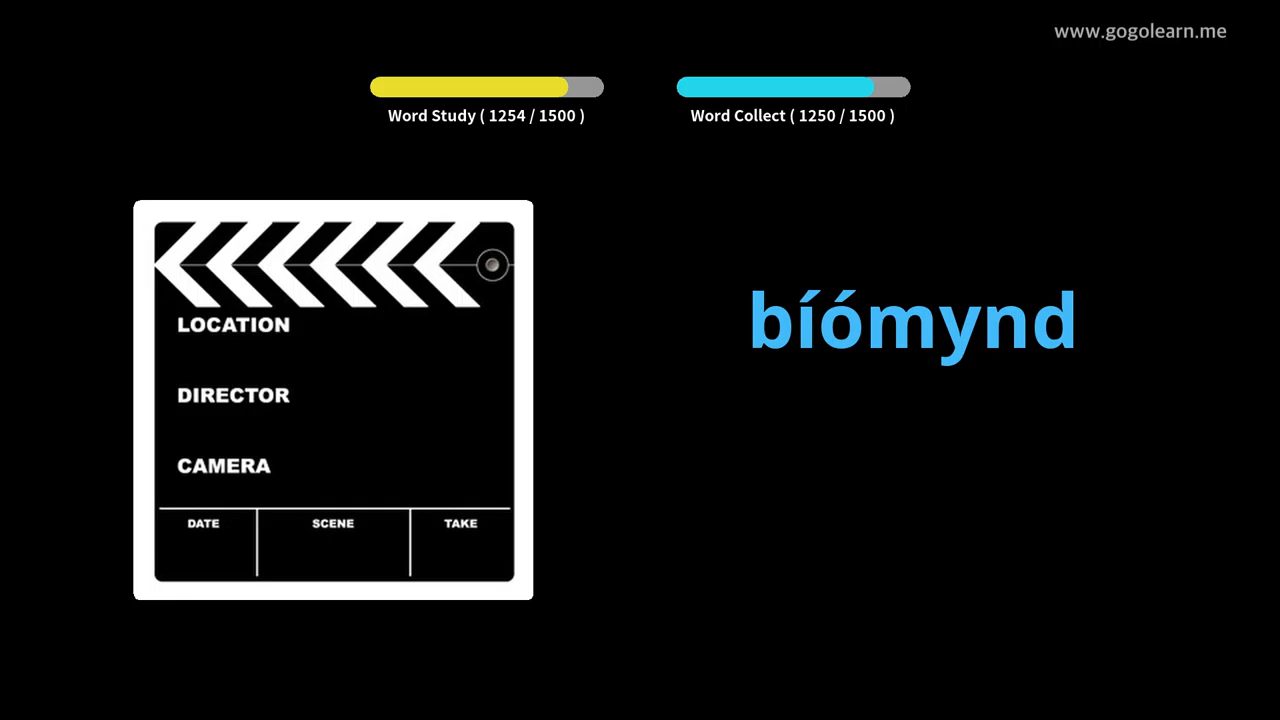 www.gogolearn.me
Word Study ( 1254 / 1500 )
Word Collect ( 1250 / 1500 )
LOCATION
DIRECTOR
CAMERA
DATE
SCENE
TAKE
bíómynd